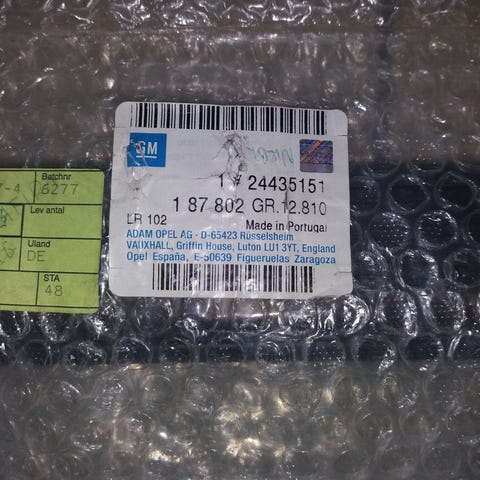 GM
1 # 24435151
1 87 802 GR.12.810
LR 102
Made in Portugal
ADAM OPEL AG · D-65423 Rüsselsheim
VAUXHALL, Griffin House, Luton LU1 3YT, England
Opel España, E-50639 Figueruelas Zaragoza
Batchnr
6277
Lev antal
Uland
DE
STA
48